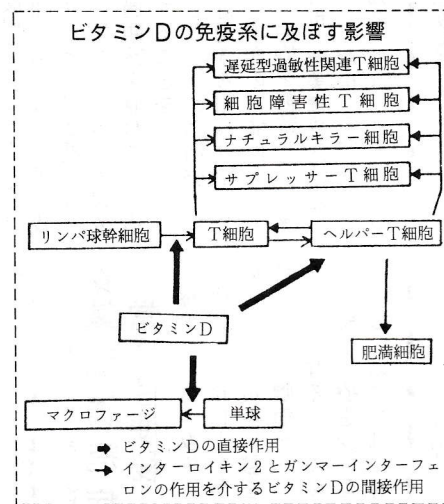 ビタミンDの免疫系に及ぼす影響
遅延型過敏性関連T細胞
細胞障害性T細胞
ナチュラルキラー細胞
サプレッサーT細胞
リンパ球幹細胞
T細胞
ヘルパーT細胞
ビタミンD
肥満細胞
マクロファージ
単球
ビタミンDの直接作用
インターロイキン2とガンマーインターフェ
ロンの作用を介するビタミンDの間接作用